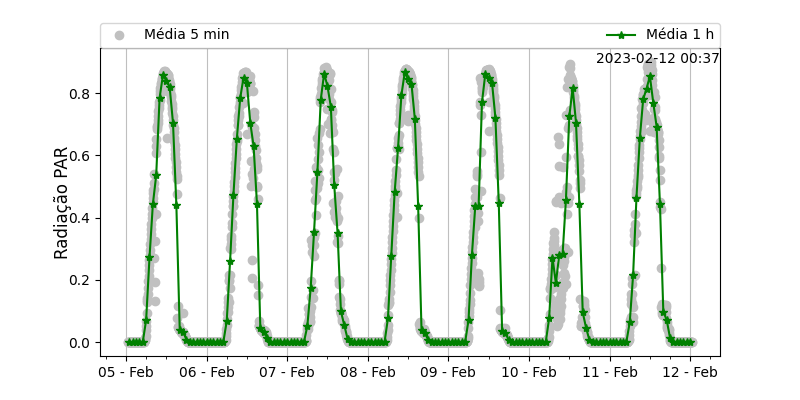 Média 5 min
Média 1 h
2023-02-12 00:37
Radiação PAR
0.8
0.6
0.4
0.2
0.0
05 - Feb
06 - Feb
07 - Feb
08 - Feb
09 - Feb
10 - Feb
11 - Feb
12 - Feb